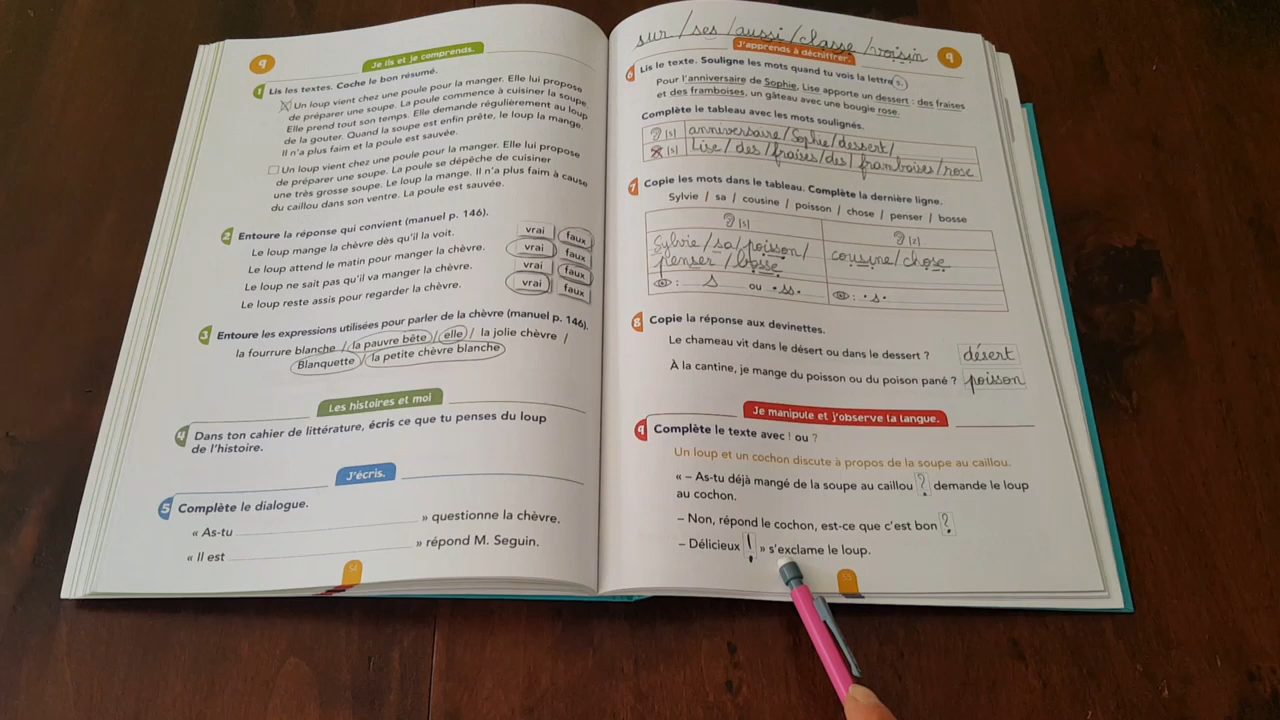 9
Je lis et je comprends.
1 Lis les textes. Coche le bon résumé.
Un loup vient chez une poule pour la manger. Elle lui propose
de préparer une soupe. La poule commence à cuisiner la soupe.
Elle prend tout son temps. Elle demande régulièrement au loup
de la gouter. Quand la soupe est enfin prête, le loup la mange.
Il n'a plus faim et la poule est sauvée.
Un loup vient chez une poule pour la manger. Elle lui propose
de préparer une soupe. La poule se dépêche de cuisiner
une très grosse soupe. Le loup la mange. Il n'a plus faim à cause
du caillou dans son ventre. La poule est sauvée.
2 Entoure la réponse qui convient (manuel p. 146).
Le loup mange la chèvre dès qu'il la voit. vrai faux
Le loup attend le matin pour manger la chèvre. vrai faux
Le loup ne sait pas qu'il va manger la chèvre. vrai faux
Le loup reste assis pour regarder la chèvre. vrai faux
3 Entoure les expressions utilisées pour parler de la chèvre (manuel p. 146).
la fourrure blanche / la pauvre bête / elle / la jolie chèvre /
Blanquette / la petite chèvre blanche
Les histoires et moi
4 Dans ton cahier de littérature, écris ce que tu penses du loup
de l'histoire.
J'écris.
5 Complète le dialogue.
« As-tu » questionne la chèvre.
« Il est » répond M. Seguin.
54
sur / ses / aussi / classe / voisin
J'apprends à déchiffrer.
9
6 Lis le texte. Souligne les mots quand tu vois la lettre s.
Pour l'anniversaire de Sophie, Lise apporte un dessert : des fraises
et des framboises, un gâteau avec une bougie rose.
Complète le tableau avec les mots soulignés.
[s] anniversaire / Sophie / dessert /
[s] Lise / des / fraises / des / framboises / rose
7 Copie les mots dans le tableau. Complète la dernière ligne.
Sylvie / sa / cousine / poisson / chose / penser / bosse
[s] [z]
Sylvie / sa / poisson /
penser / bosse cousine / chose
: s ou •ss• : •s•
8 Copie la réponse aux devinettes.
Le chameau vit dans le désert ou dans le dessert ? désert
À la cantine, je mange du poisson ou du poison pané ? poisson
Je manipule et j'observe la langue.
9 Complète le texte avec ! ou ?
Un loup et un cochon discute à propos de la soupe au caillou.
« – As-tu déjà mangé de la soupe au caillou ? demande le loup
au cochon.
– Non, répond le cochon, est-ce que c'est bon ?
– Délicieux ! » s'exclame le loup.
55